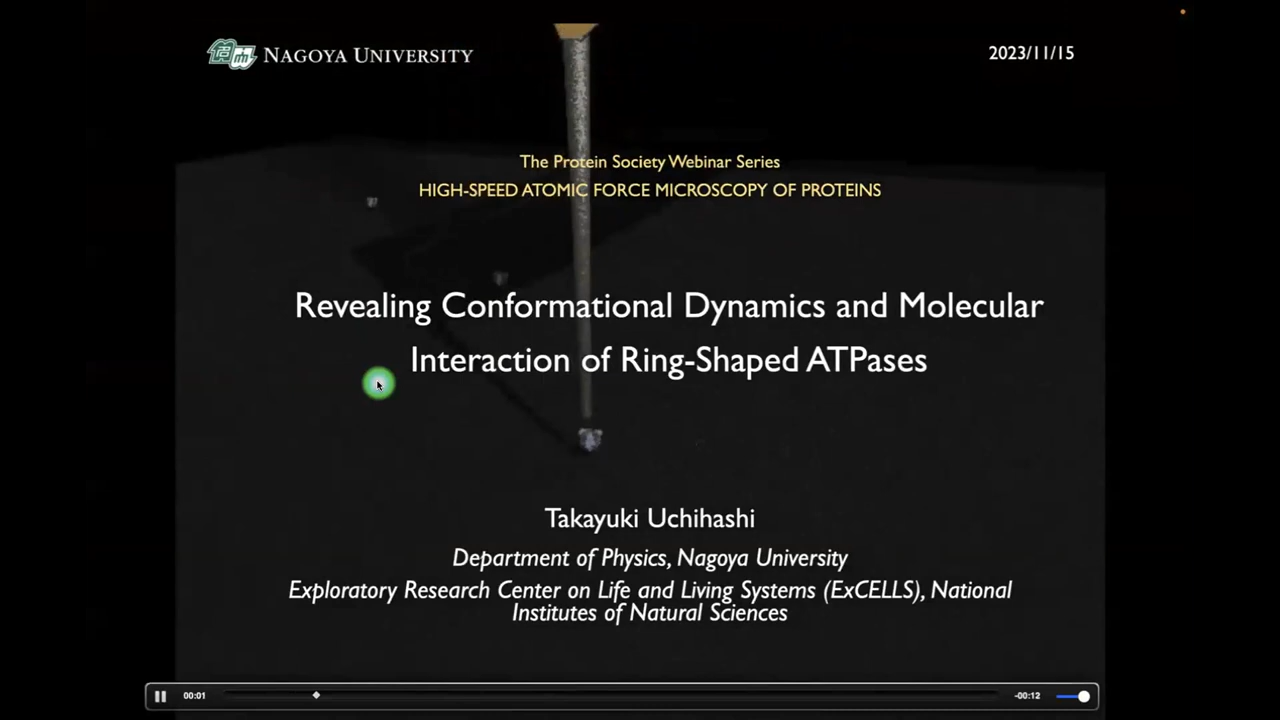 NAGOYA UNIVERSITY
2023/11/15
The Protein Society Webinar Series
HIGH-SPEED ATOMIC FORCE MICROSCOPY OF PROTEINS
Revealing Conformational Dynamics and Molecular
Interaction of Ring-Shaped ATPases
Takayuki Uchihashi
Department of Physics, Nagoya University
Exploratory Research Center on Life and Living Systems (ExCELLS), National
Institutes of Natural Sciences
00:01
-00:12